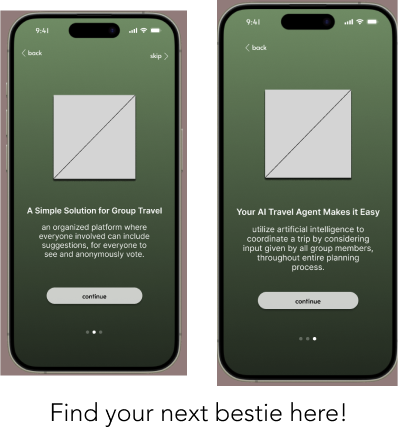 9:41
back
skip
A Simple Solution for Group Travel
an organized platform where
everyone involved can include
suggestions, for everyone to
see and anonymously vote.
continue
9:41
back
Your AI Travel Agent Makes it Easy
utilize artificial intelligence to
coordinate a trip by considering
input given by all group members,
throughout entire planning
process.
continue
Find your next bestie here!